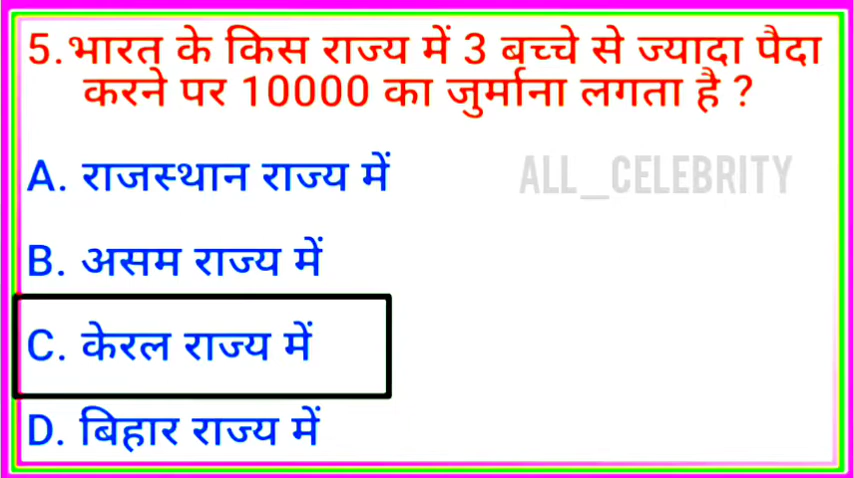 5.भारत के किस राज्य में 3 बच्चे से ज्यादा पैदा
करने पर 10000 का जुर्माना लगता है ?
A. राजस्थान राज्य में
ALL_CELEBRITY
B. असम राज्य में
C. केरल राज्य में
D. बिहार राज्य में